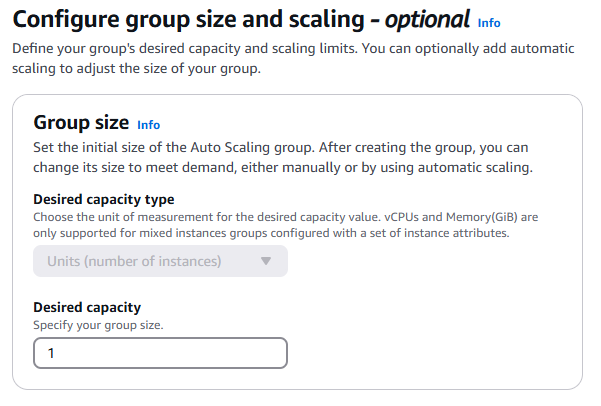 Configure group size and scaling - optional Info
Define your group's desired capacity and scaling limits. You can optionally add automatic
scaling to adjust the size of your group.
Group size Info
Set the initial size of the Auto Scaling group. After creating the group, you can
change its size to meet demand, either manually or by using automatic scaling.
Desired capacity type
Choose the unit of measurement for the desired capacity value. vCPUs and Memory(GiB) are
only supported for mixed instances groups configured with a set of instance attributes.
Units (number of instances)
Desired capacity
Specify your group size.
1